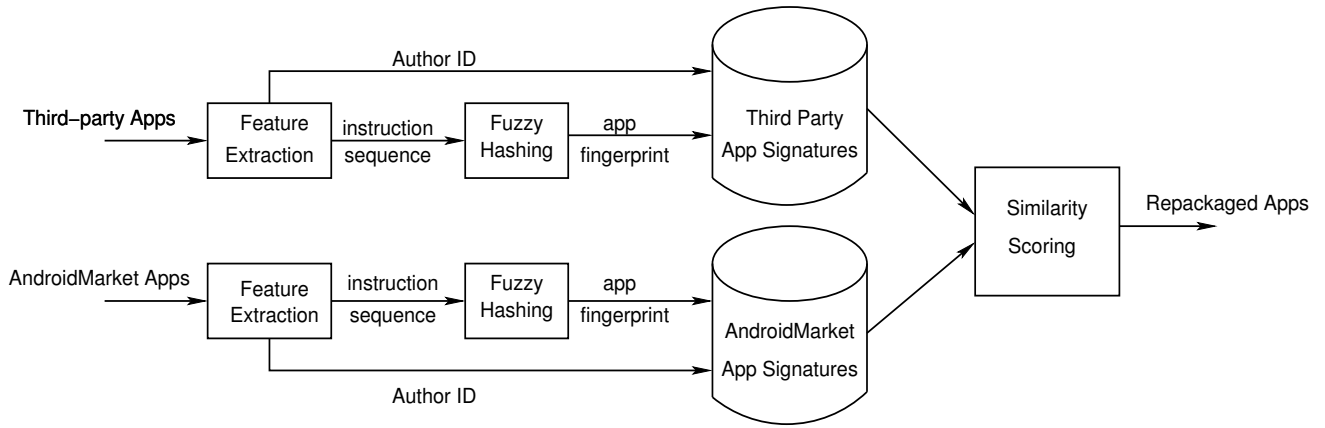 Author ID
Third-party Apps
Feature
Extraction
instruction
sequence
Fuzzy
Hashing
app
fingerprint
Third Party
App Signatures
Similarity
Scoring
Repackaged Apps
AndroidMarket Apps
Feature
Extraction
instruction
sequence
Fuzzy
Hashing
app
fingerprint
AndroidMarket
App Signatures
Author ID